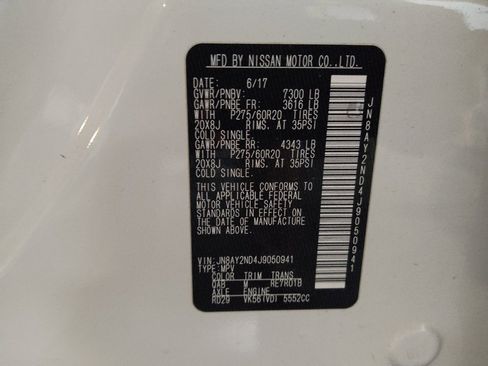 MFD BY NISSAN MOTOR CO.,LTD.
DATE: 6/17
GVWR/PNBV: 7300 LB
GAWR/PNBE FR: 3616 LB
WITH P275/60R20 TIRES
20X8J RIMS. AT 35PSI
COLD SINGLE.
GAWR/PNBE RR: 4343 LB
WITH P275/60R20 TIRES
20X8J RIMS. AT 35PSI
COLD SINGLE.
THIS VEHICLE CONFORMS TO
ALL APPLICABLE FEDERAL
MOTOR VEHICLE SAFETY
STANDARDS IN EFFECT ON
THE DATE OF MANUFACTURE
SHOWN ABOVE.
VIN: JN8AY2ND4J9050941
TYPE: MPV
COLOR TRIM TRANS
QAB M RE7R01B
AXLE ENGINE
RD29 VK56(VD) 5552CC
JN8AY2ND4J9050941